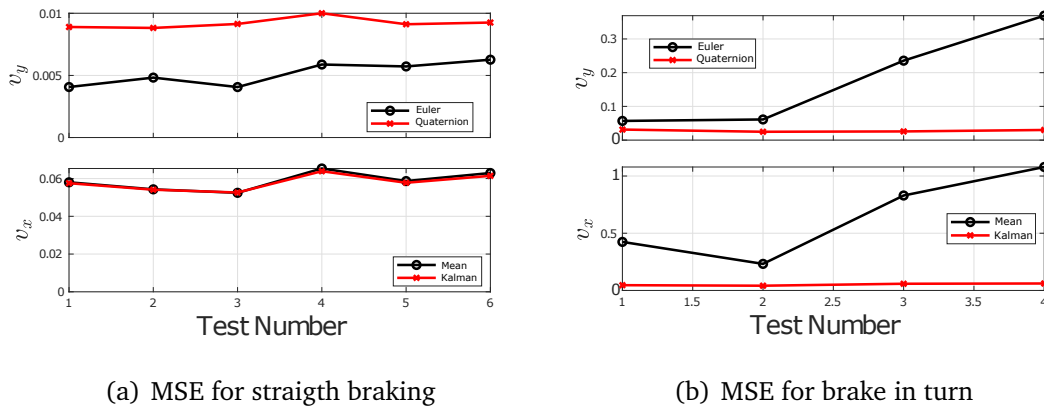 0.01
0.005
0
v_y
Euler
Quaternion
0.06
0.04
0.02
0
v_x
Mean
Kalman
1 2 3 4 5 6
Test Number
(a) MSE for straigth braking
0.3
0.2
0.1
0
v_y
Euler
Quaternion
1
0.5
0
v_x
Mean
Kalman
1 1.5 2 2.5 3 3.5 4
Test Number
(b) MSE for brake in turn